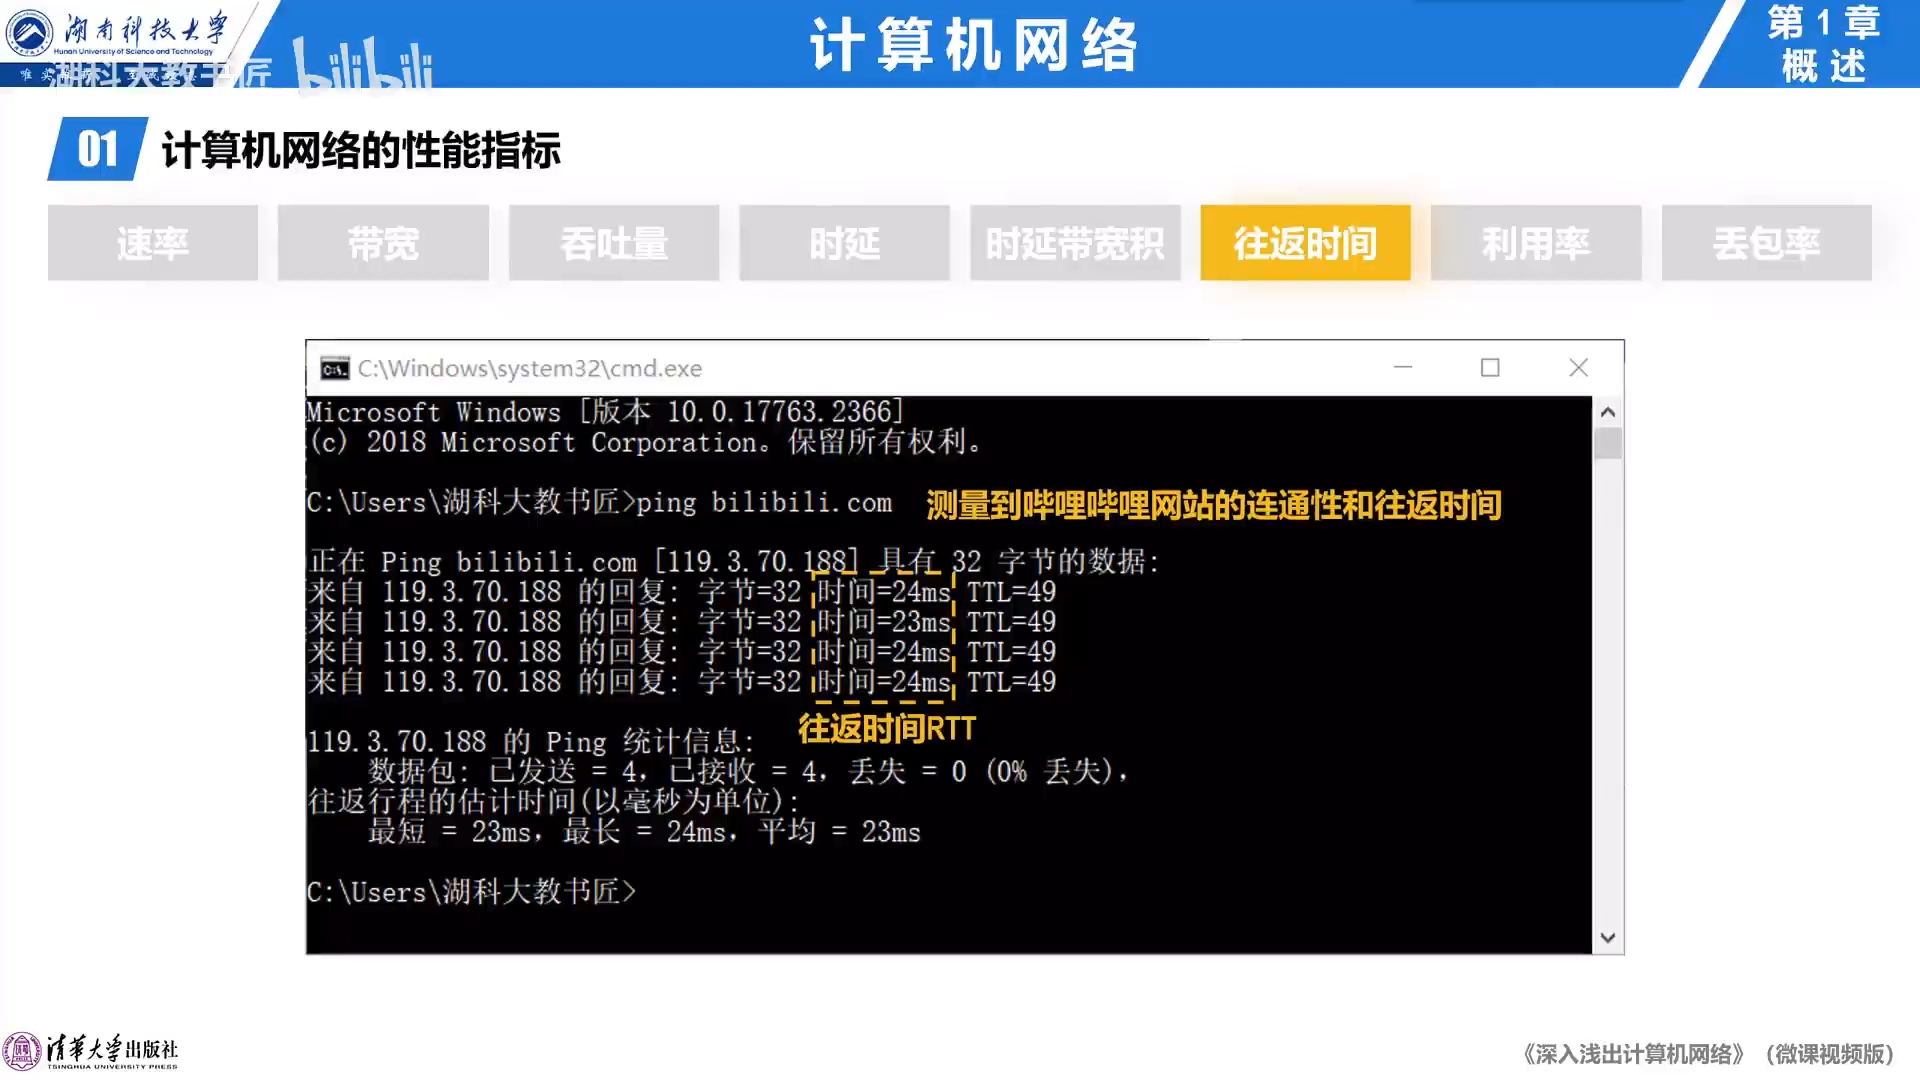 湖南科技大学
Hunan University of Science and Technology
湖科大教书匠 bilibili
计算机网络
第 1 章
概 述
01 计算机网络的性能指标
速率 带宽 吞吐量 时延 时延带宽积 往返时间 利用率 丢包率
C:\Windows\system32\cmd.exe
Microsoft Windows [版本 10.0.17763.2366]
(c) 2018 Microsoft Corporation。保留所有权利。
C:\Users\湖科大教书匠>ping bilibili.com 测量到哔哩哔哩网站的连通性和往返时间
正在 Ping bilibili.com [119.3.70.188] 具有 32 字节的数据:
来自 119.3.70.188 的回复: 字节=32 时间=24ms TTL=49
来自 119.3.70.188 的回复: 字节=32 时间=23ms TTL=49
来自 119.3.70.188 的回复: 字节=32 时间=24ms TTL=49
来自 119.3.70.188 的回复: 字节=32 时间=24ms TTL=49
往返时间RTT
119.3.70.188 的 Ping 统计信息:
数据包: 已发送 = 4，已接收 = 4，丢失 = 0 (0% 丢失)，
往返行程的估计时间(以毫秒为单位):
最短 = 23ms，最长 = 24ms，平均 = 23ms
C:\Users\湖科大教书匠>
清华大学出版社
TSINGHUA UNIVERSITY PRESS
《深入浅出计算机网络》（微课视频版）